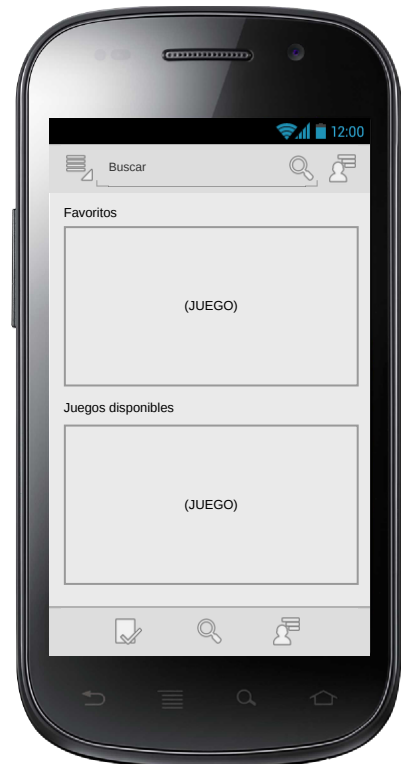 12:00
Buscar
Favoritos
(JUEGO)
Juegos disponibles
(JUEGO)